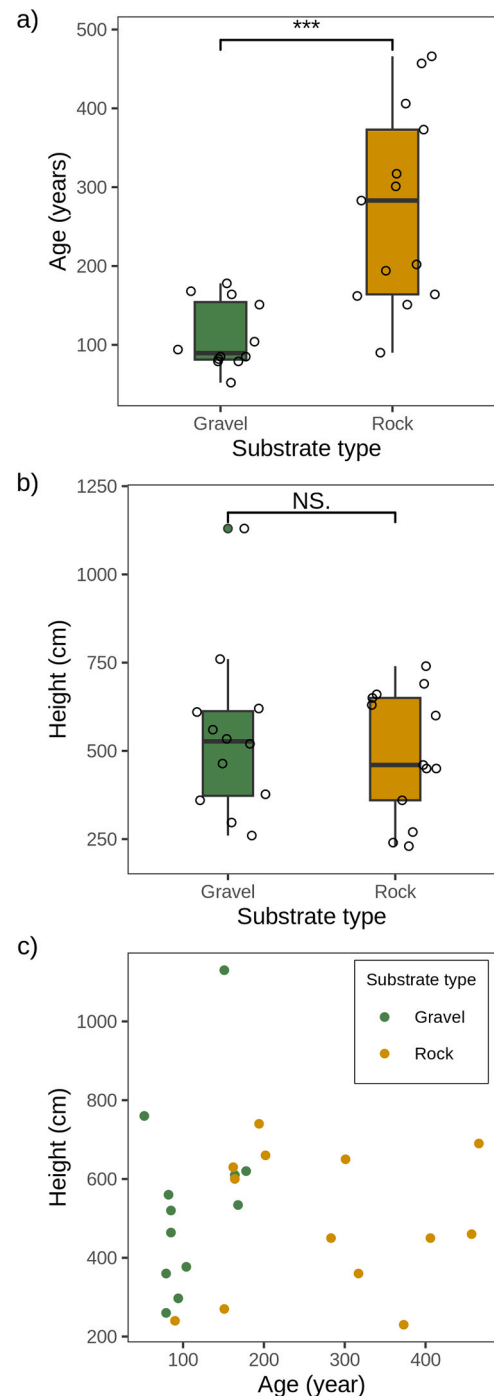 a)
***
500
400
300
200
100
Age (years)
Gravel Rock
Substrate type
b)
NS.
1250
1000
750
500
250
Height (cm)
Gravel Rock
Substrate type
c)
Substrate type
Gravel
Rock
1000
800
600
400
200
Height (cm)
100 200 300 400
Age (year)